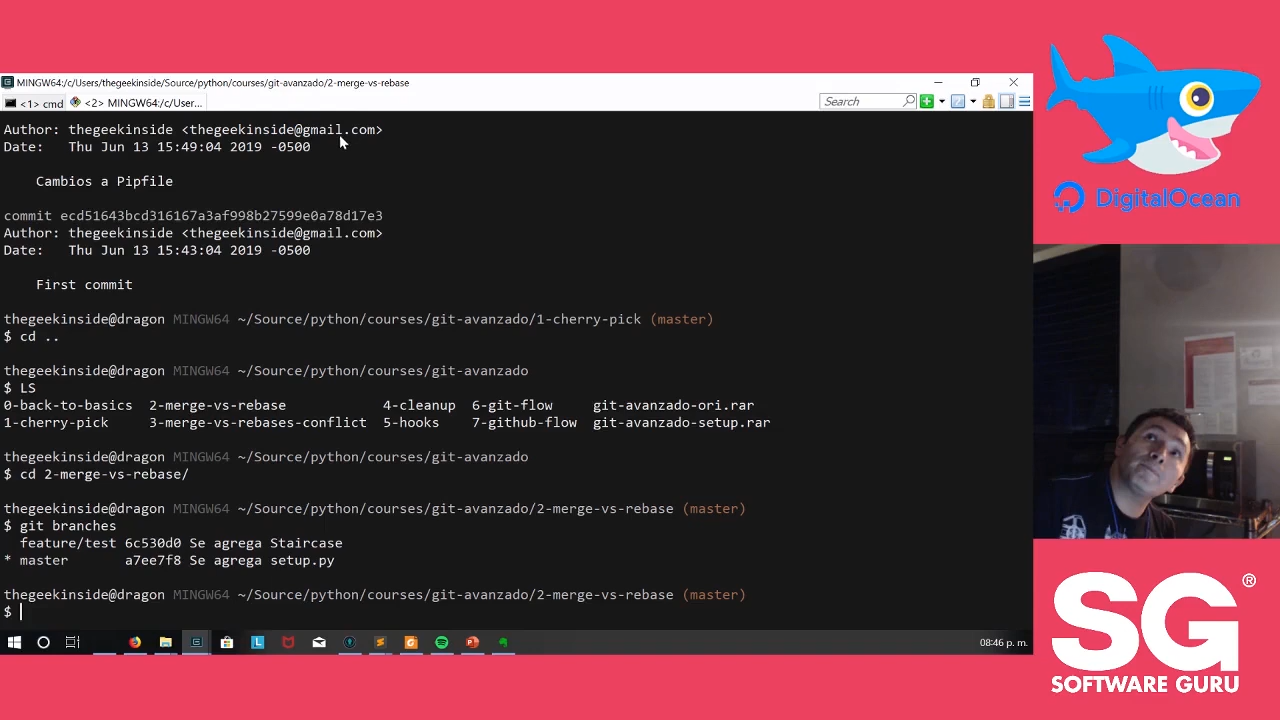 MINGW64:/c/Users/thegeekinside/Source/python/courses/git-avanzado/2-merge-vs-rebase
<1> cmd
<2> MINGW64:/c/User...
Search
Author: thegeekinside <thegeekinside@gmail.com>
Date:   Thu Jun 13 15:49:04 2019 -0500
Cambios a Pipfile
commit ecd51643bcd316167a3af998b27599e0a78d17e3
Author: thegeekinside <thegeekinside@gmail.com>
Date:   Thu Jun 13 15:43:04 2019 -0500
First commit
thegeekinside@dragon MINGW64 ~/Source/python/courses/git-avanzado/1-cherry-pick (master)
$ cd ..
thegeekinside@dragon MINGW64 ~/Source/python/courses/git-avanzado
$ LS
0-back-to-basics  2-merge-vs-rebase            4-cleanup  6-git-flow     git-avanzado-ori.rar
1-cherry-pick     3-merge-vs-rebases-conflict  5-hooks    7-github-flow  git-avanzado-setup.rar
thegeekinside@dragon MINGW64 ~/Source/python/courses/git-avanzado
$ cd 2-merge-vs-rebase/
thegeekinside@dragon MINGW64 ~/Source/python/courses/git-avanzado/2-merge-vs-rebase (master)
$ git branches
feature/test 6c530d0 Se agrega Staircase
* master       a7ee7f8 Se agrega setup.py
thegeekinside@dragon MINGW64 ~/Source/python/courses/git-avanzado/2-merge-vs-rebase (master)
$
08:46 p. m.
DigitalOcean
SG®
SOFTWARE GURU